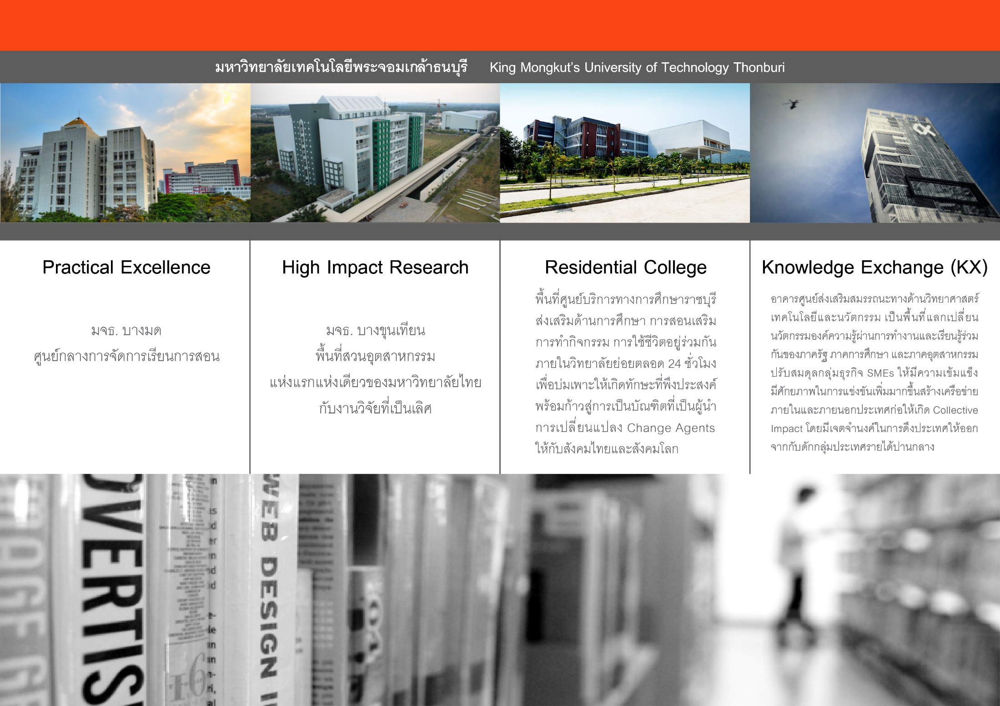 มหาวิทยาลัยเทคโนโลยีพระจอมเกล้าธนบุรี King Mongkut's University of Technology Thonburi
Practical Excellence
มจธ. บางมด
ศูนย์กลางการจัดการเรียนการสอน
High Impact Research
มจธ. บางขุนเทียน
พื้นที่สวนอุตสาหกรรม
แห่งแรกแห่งเดียวของมหาวิทยาลัยไทย
กับงานวิจัยที่เป็นเลิศ
Residential College
พื้นที่ศูนย์บริการทางการศึกษาราชบุรี
ส่งเสริมด้านการศึกษา การสอนเสริม
การทำกิจกรรม การใช้ชีวิตอยู่ร่วมกัน
ภายในวิทยาลัยย่อยตลอด 24 ชั่วโมง
เพื่อบ่มเพาะให้เกิดทักษะที่พึงประสงค์
พร้อมก้าวสู่การเป็นบัณฑิตที่เป็นผู้นำ
การเปลี่ยนแปลง Change Agents
ให้กับสังคมไทยและสังคมโลก
Knowledge Exchange (KX)
อาคารศูนย์ส่งเสริมสมรรถนะทางด้านวิทยาศาสตร์
เทคโนโลยีและนวัตกรรม เป็นพื้นที่แลกเปลี่ยน
นวัตกรรมองค์ความรู้ผ่านการทำงานและเรียนรู้ร่วม
กันของภาครัฐ ภาคการศึกษา และภาคอุตสาหกรรม
ปรับสมดุลกลุ่มธุรกิจ SMEs ให้มีความเข้มแข็ง
มีศักยภาพในการแข่งขันเพิ่มมากขึ้นสร้างเครือข่าย
ภายในและภายนอกประเทศก่อให้เกิด Collective
Impact โดยมีเจตจำนงค์ในการดึงประเทศให้ออก
จากกับดักกลุ่มประเทศรายได้ปานกลาง
OVERTIS
WEB DESIGN I